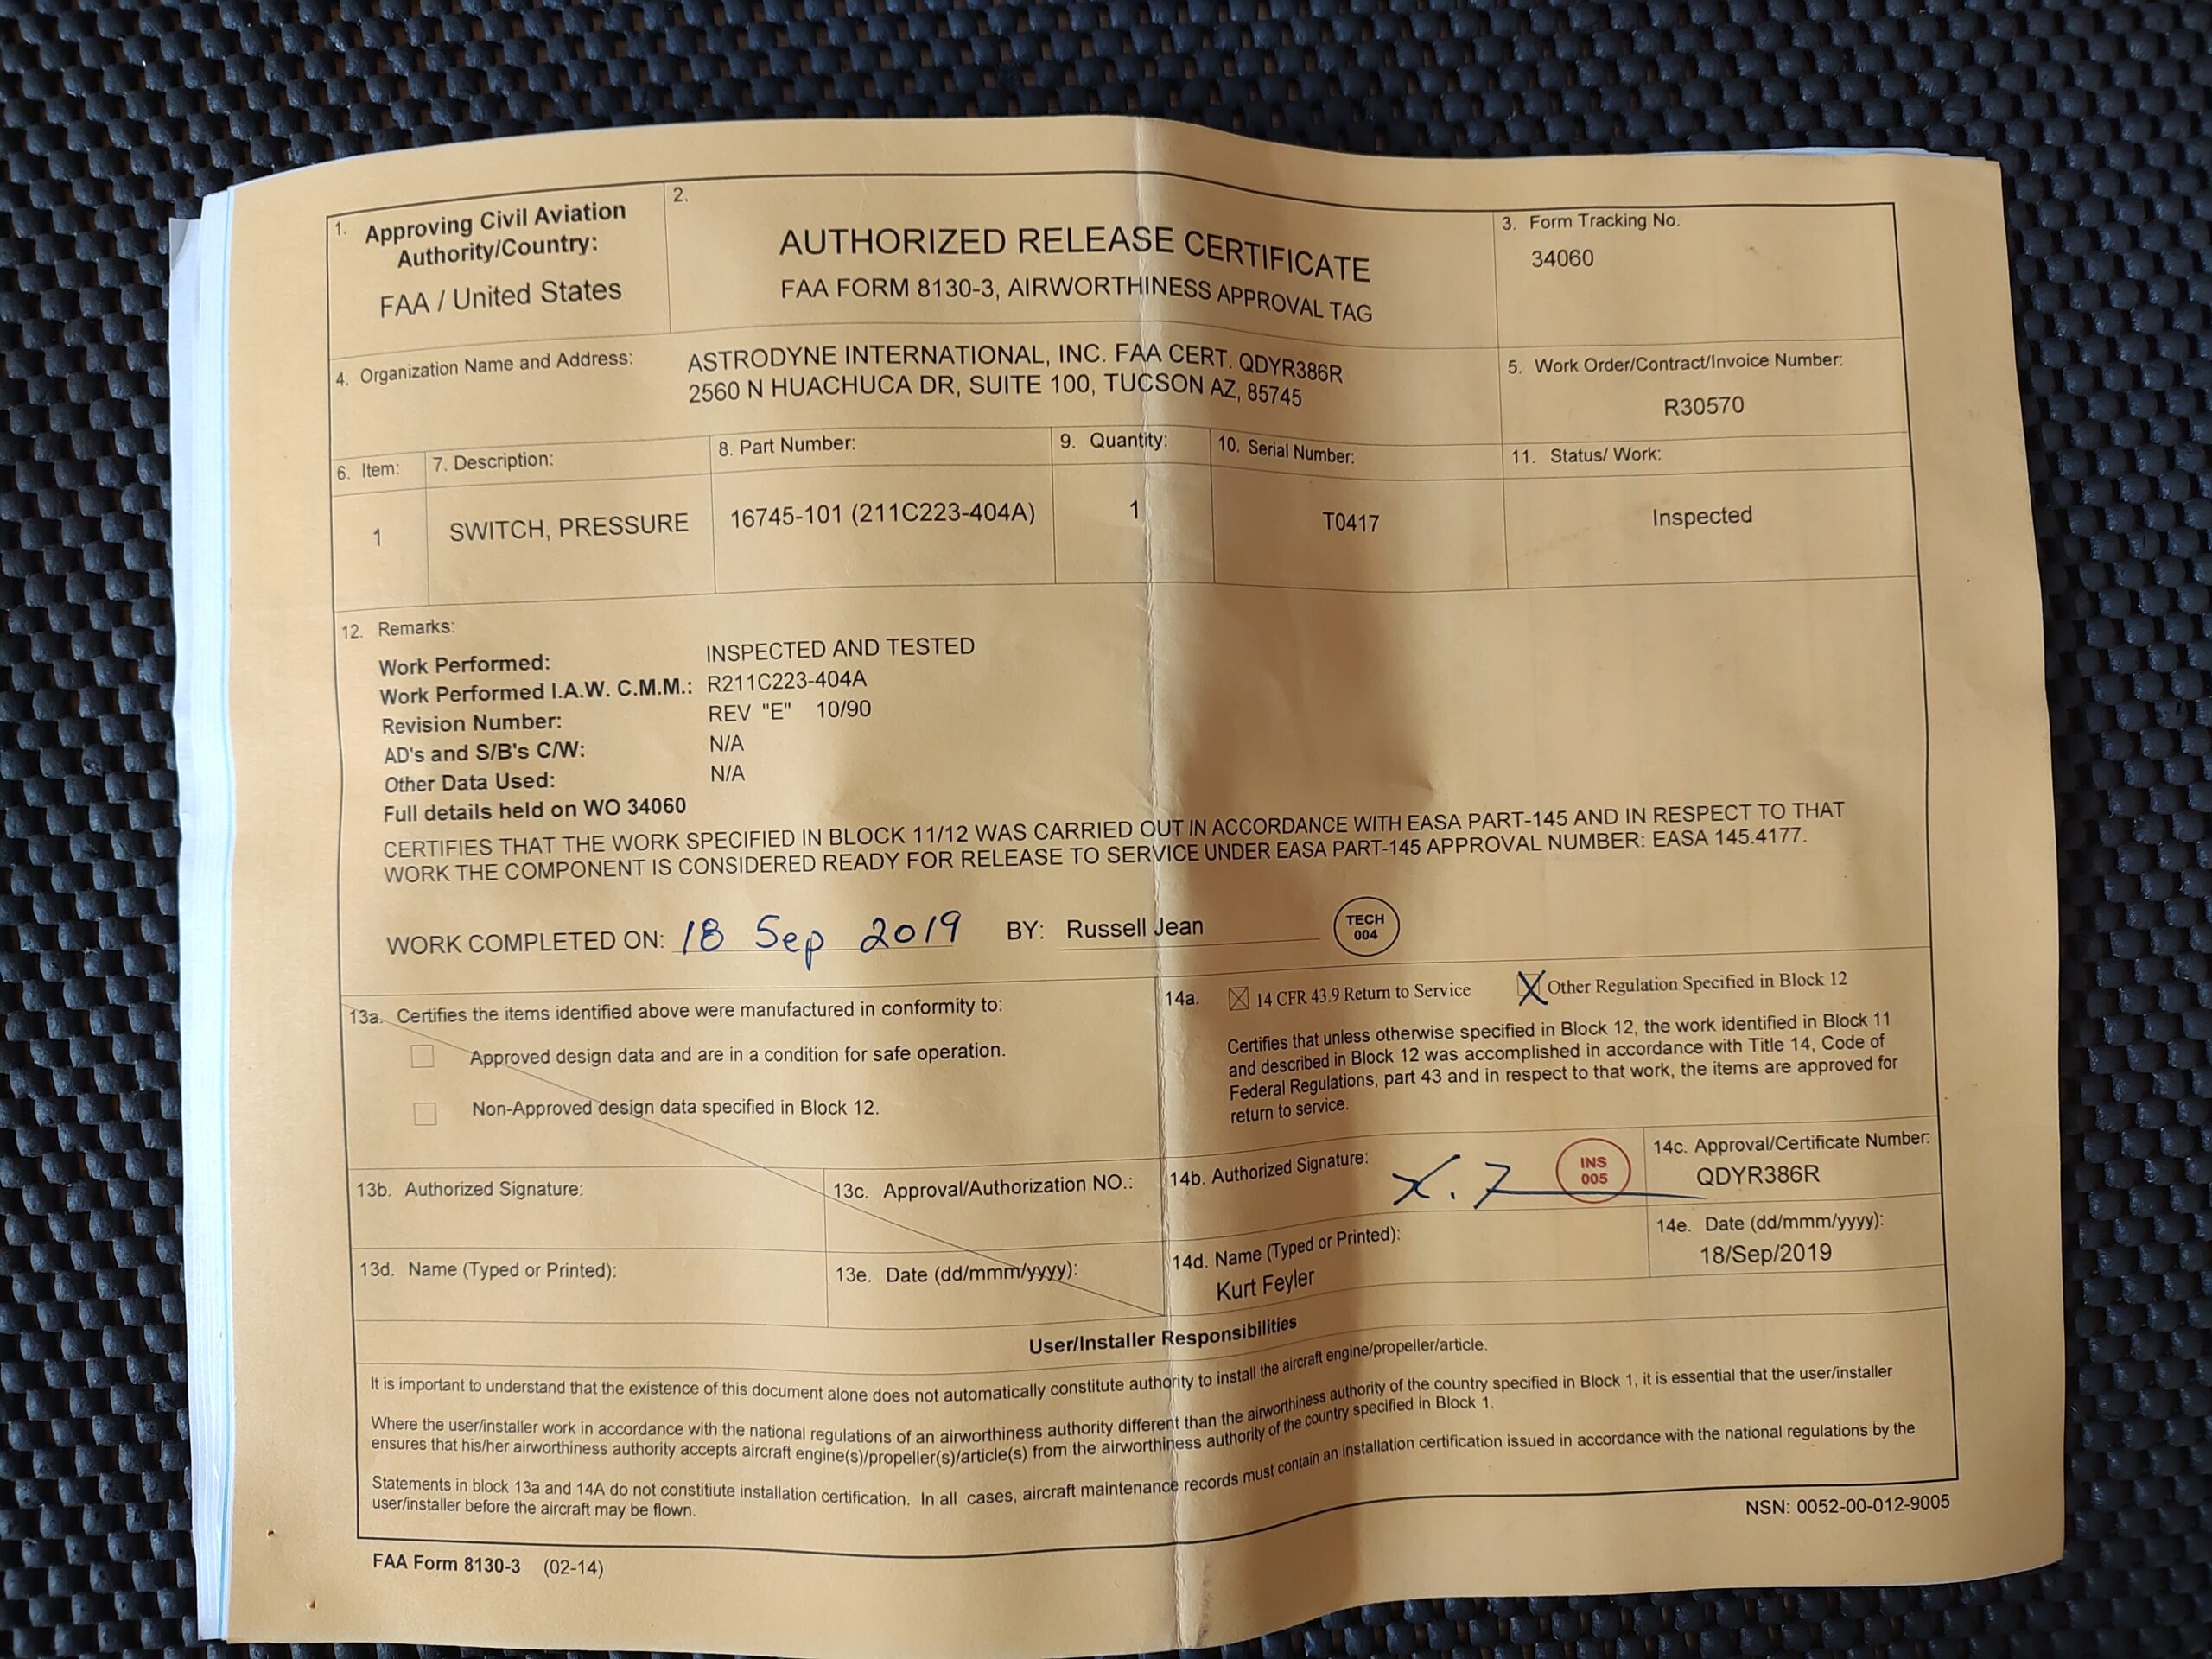 1. Approving Civil Aviation
Authority/Country:
FAA / United States
2.
AUTHORIZED RELEASE CERTIFICATE
FAA FORM 8130-3, AIRWORTHINESS APPROVAL TAG
3. Form Tracking No.
34060
4. Organization Name and Address:
ASTRODYNE INTERNATIONAL, INC. FAA CERT. QDYR386R
2560 N HUACHUCA DR, SUITE 100, TUCSON AZ, 85745
5. Work Order/Contract/Invoice Number:
R30570
6. Item:
7. Description:
8. Part Number:
9. Quantity:
10. Serial Number:
11. Status/ Work:
1
SWITCH, PRESSURE
16745-101 (211C223-404A)
1
T0417
Inspected
12. Remarks:
Work Performed: INSPECTED AND TESTED
Work Performed I.A.W. C.M.M.: R211C223-404A
Revision Number: REV "E" 10/90
AD's and S/B's C/W: N/A
Other Data Used: N/A
Full details held on WO 34060
CERTIFIES THAT THE WORK SPECIFIED IN BLOCK 11/12 WAS CARRIED OUT IN ACCORDANCE WITH EASA PART-145 AND IN RESPECT TO THAT
WORK THE COMPONENT IS CONSIDERED READY FOR RELEASE TO SERVICE UNDER EASA PART-145 APPROVAL NUMBER: EASA 145.4177.
WORK COMPLETED ON: 18 Sep 2019 BY: Russell Jean
TECH
004
13a. Certifies the items identified above were manufactured in conformity to:
Approved design data and are in a condition for safe operation.
Non-Approved design data specified in Block 12.
14a. 14 CFR 43.9 Return to Service Other Regulation Specified in Block 12
Certifies that unless otherwise specified in Block 12, the work identified in Block 11
and described in Block 12 was accomplished in accordance with Title 14, Code of
Federal Regulations, part 43 and in respect to that work, the items are approved for
return to service.
13b. Authorized Signature:
13c. Approval/Authorization NO.:
14b. Authorized Signature:
INS
005
14c. Approval/Certificate Number:
QDYR386R
13d. Name (Typed or Printed):
13e. Date (dd/mmm/yyyy):
14d. Name (Typed or Printed):
Kurt Feyler
14e. Date (dd/mmm/yyyy):
18/Sep/2019
User/Installer Responsibilities
It is important to understand that the existence of this document alone does not automatically constitute authority to install the aircraft engine/propeller/article.
Where the user/installer work in accordance with the national regulations of an airworthiness authority different than the airworthiness authority of the country specified in Block 1, it is essential that the user/installer
ensures that his/her airworthiness authority accepts aircraft engine(s)/propeller(s)/article(s) from the airworthiness authority of the country specified in Block 1.
Statements in block 13a and 14A do not constitiute installation certification. In all cases, aircraft maintenance records must contain an installation certification issued in accordance with the national regulations by the
user/installer before the aircraft may be flown.
NSN: 0052-00-012-9005
FAA Form 8130-3 (02-14)